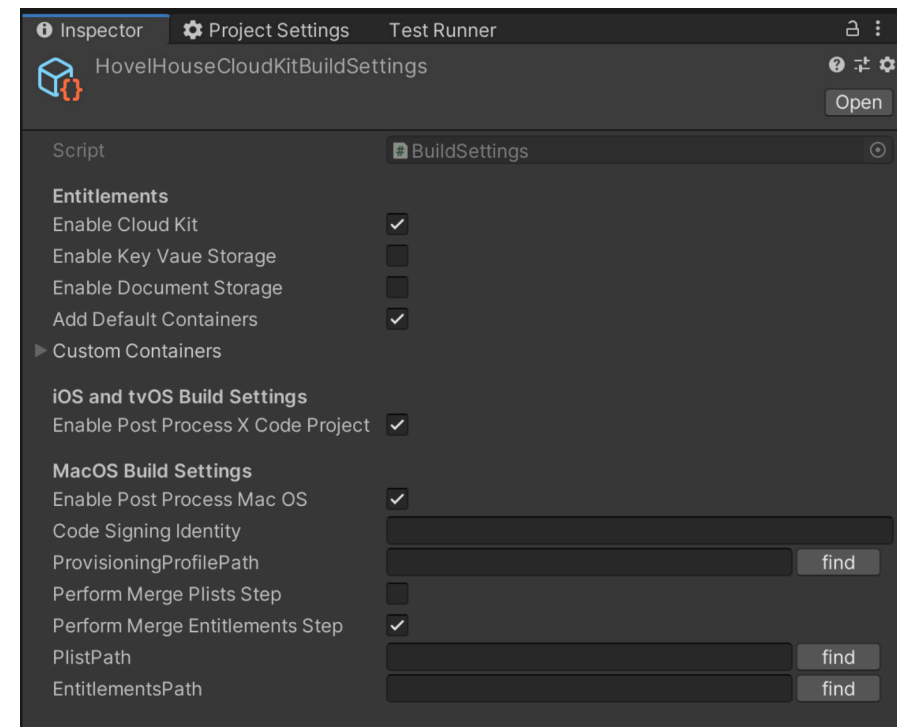 Inspector Project Settings Test Runner
HovelHouseCloudKitBuildSettings
Open
Script BuildSettings
Entitlements
Enable Cloud Kit
Enable Key Vaue Storage
Enable Document Storage
Add Default Containers
Custom Containers
iOS and tvOS Build Settings
Enable Post Process X Code Project
MacOS Build Settings
Enable Post Process Mac OS
Code Signing Identity
ProvisioningProfilePath find
Perform Merge Plists Step
Perform Merge Entitlements Step
PlistPath find
EntitlementsPath find